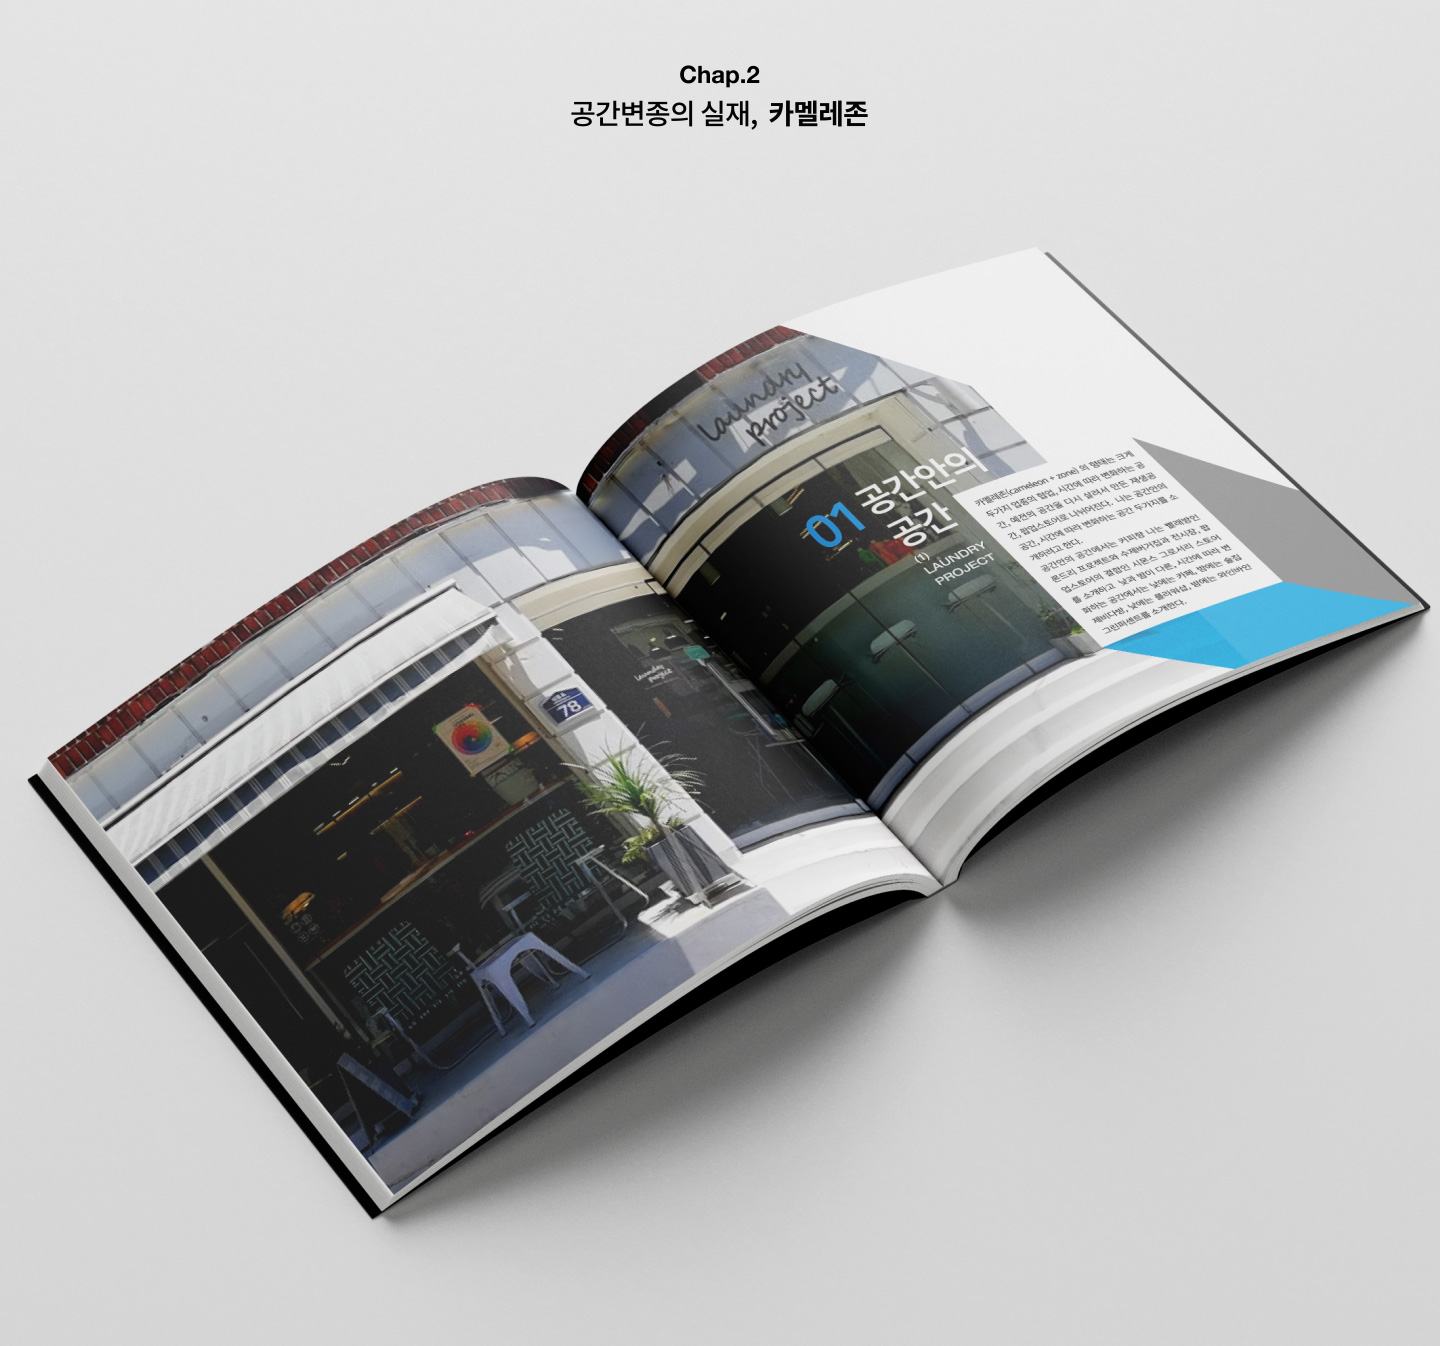 Chap.2
공간변종의 실재, 카멜레존
laundry
project
01 공간안의
공간
(1)
LAUNDRY
PROJECT
카멜레존(cameleon + zone) 의 형태는 크게
두가지 업종의 협업, 시간에 따라 변화하는 공
간, 예전의 공간을 다시 살려서 만든 재생공
간, 팝업스토어로 나뉘어진다. 나는 공간안의
공간, 시간에 따라 변화하는 공간 두가지를 소
개하려고 한다.
공간안의 공간에서는 커피랑 나는 빨래방인
론드리 프로젝트와 수제버거집과 전시장, 팝
업스토어의 결합인 시몬스 그로서리 스토어
를 소개하고, 낮과 밤이 다른, 시간에 따라 변
화하는 공간에서는 낮에는 카페, 밤에는 술집
제비다방, 낮에는 플라워샵, 밤에는 와인바인
그린퍼센트를 소개한다.
laundry
project
78